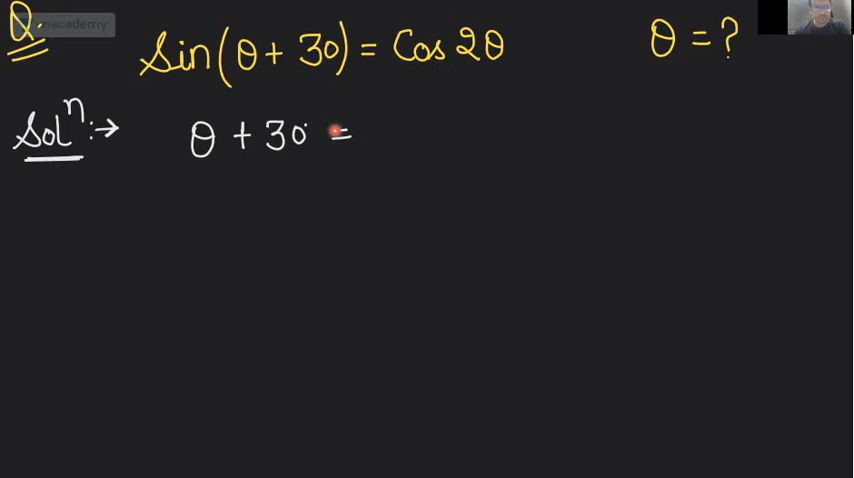 Q. Sin(θ + 30) = Cos 2θ θ = ?
Solⁿ :→ θ + 30° =